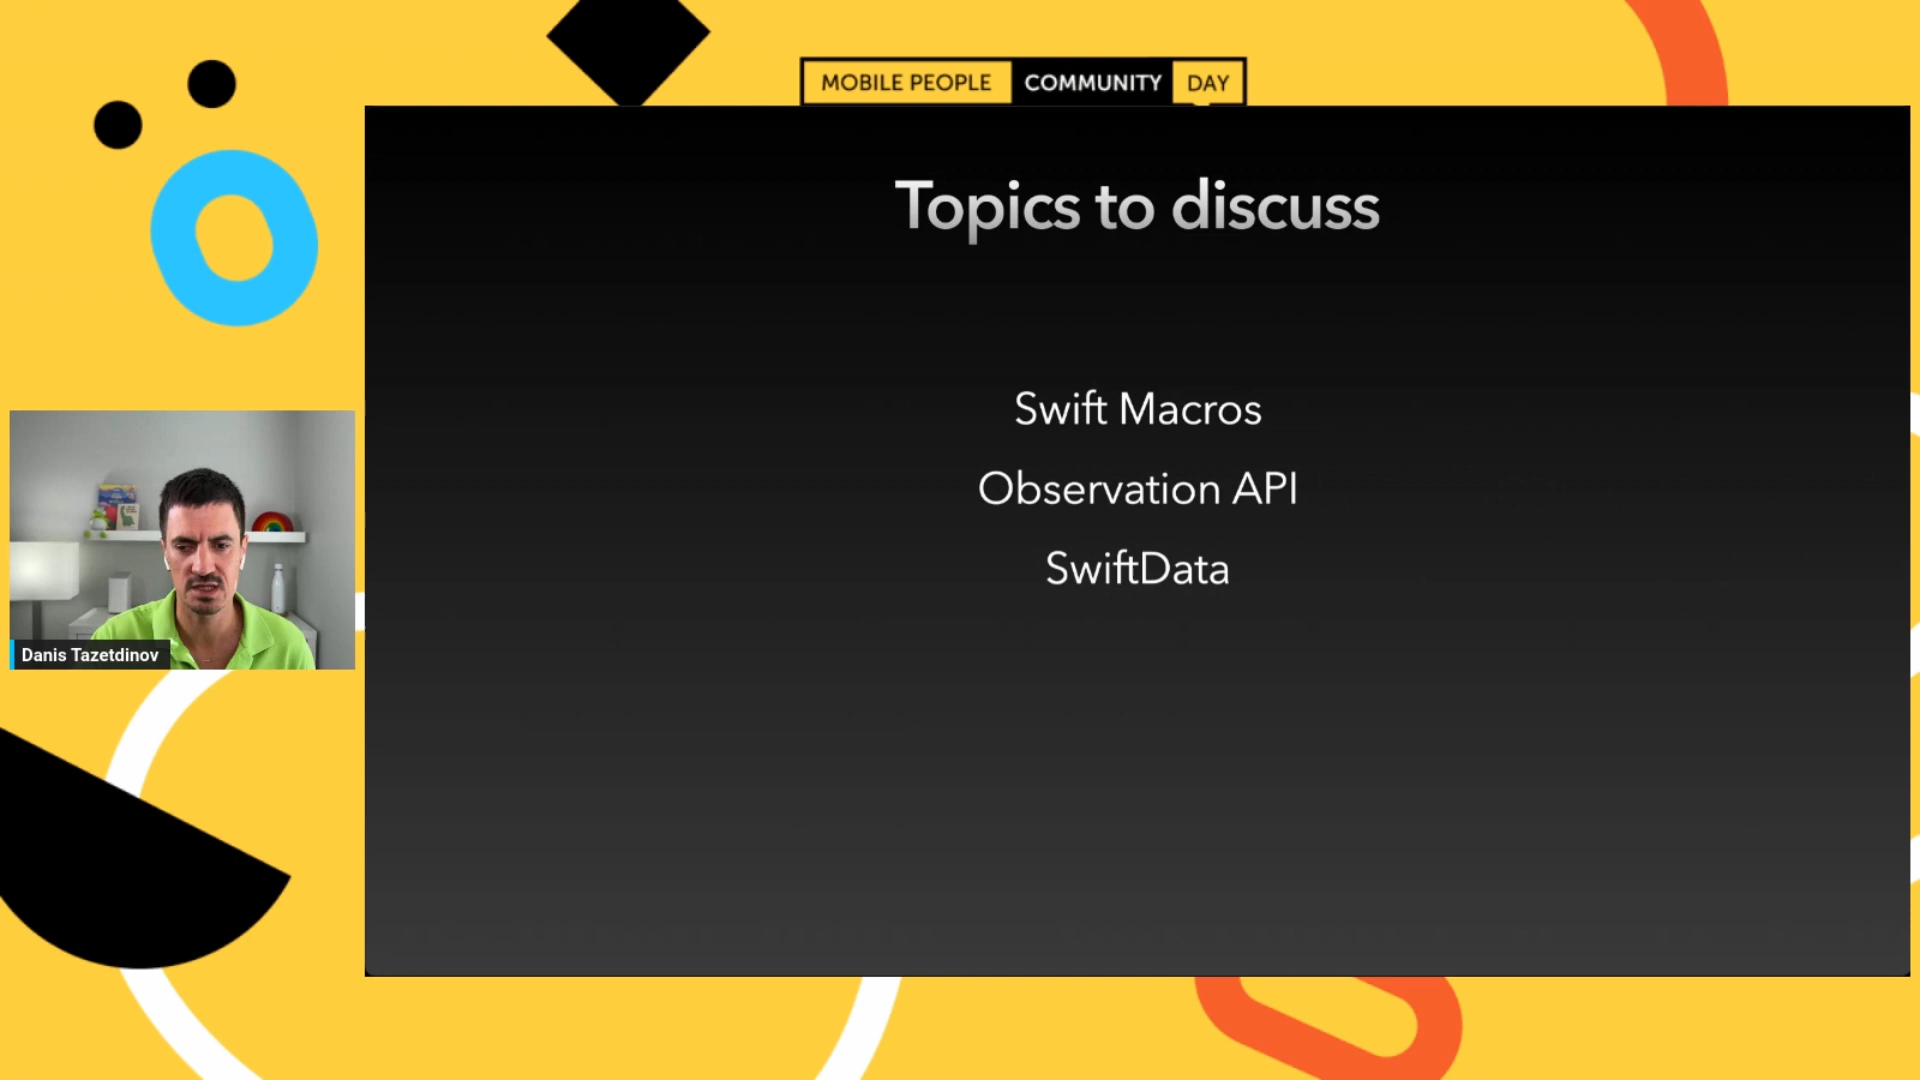 MOBILE PEOPLE COMMUNITY DAY
Topics to discuss
Swift Macros
Observation API
SwiftData
Danis Tazetdinov